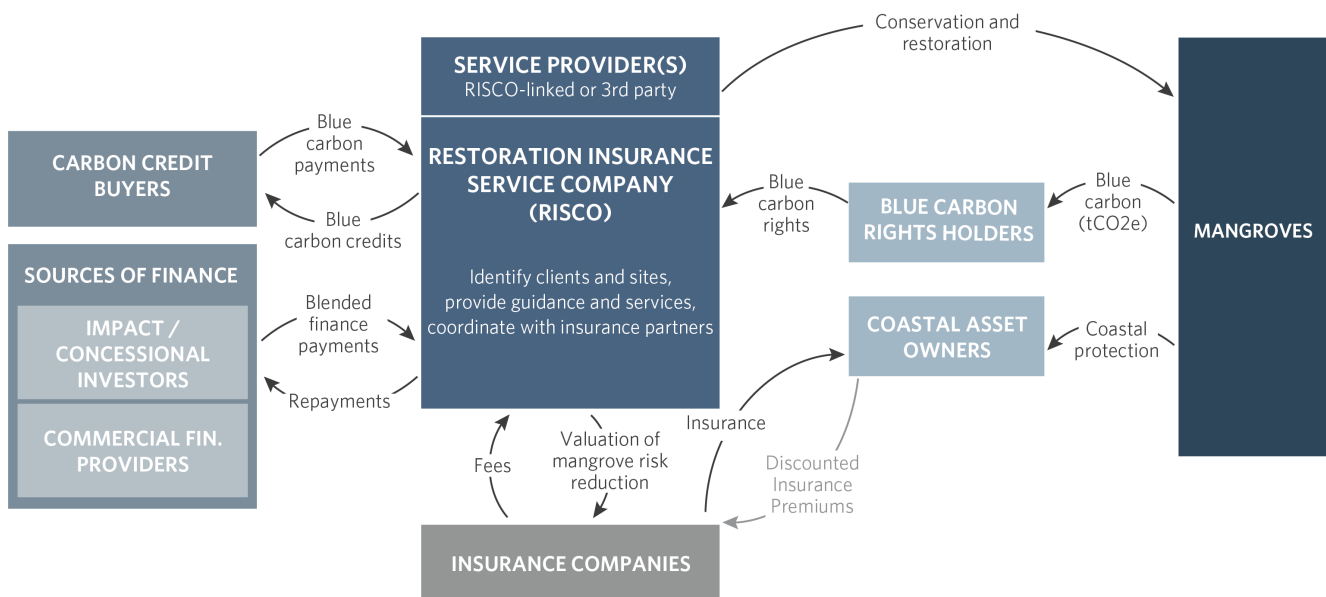 Conservation and
restoration
SERVICE PROVIDER(S)
RISCO-linked or 3rd party
Blue
carbon
payments
CARBON CREDIT
BUYERS
RESTORATION INSURANCE
SERVICE COMPANY
(RISCO)
Blue
carbon
rights
BLUE CARBON
RIGHTS HOLDERS
Blue
carbon
(tCO2e)
MANGROVES
Blue
carbon credits
SOURCES OF FINANCE
Identify clients and sites,
provide guidance and services,
coordinate with insurance partners
Blended
finance
payments
IMPACT /
CONCESSIONAL
INVESTORS
COASTAL ASSET
OWNERS
Coastal
protection
Repayments
COMMERCIAL FIN.
PROVIDERS
Fees
Valuation of
mangrove risk
reduction
Insurance
Discounted
Insurance
Premiums
INSURANCE COMPANIES